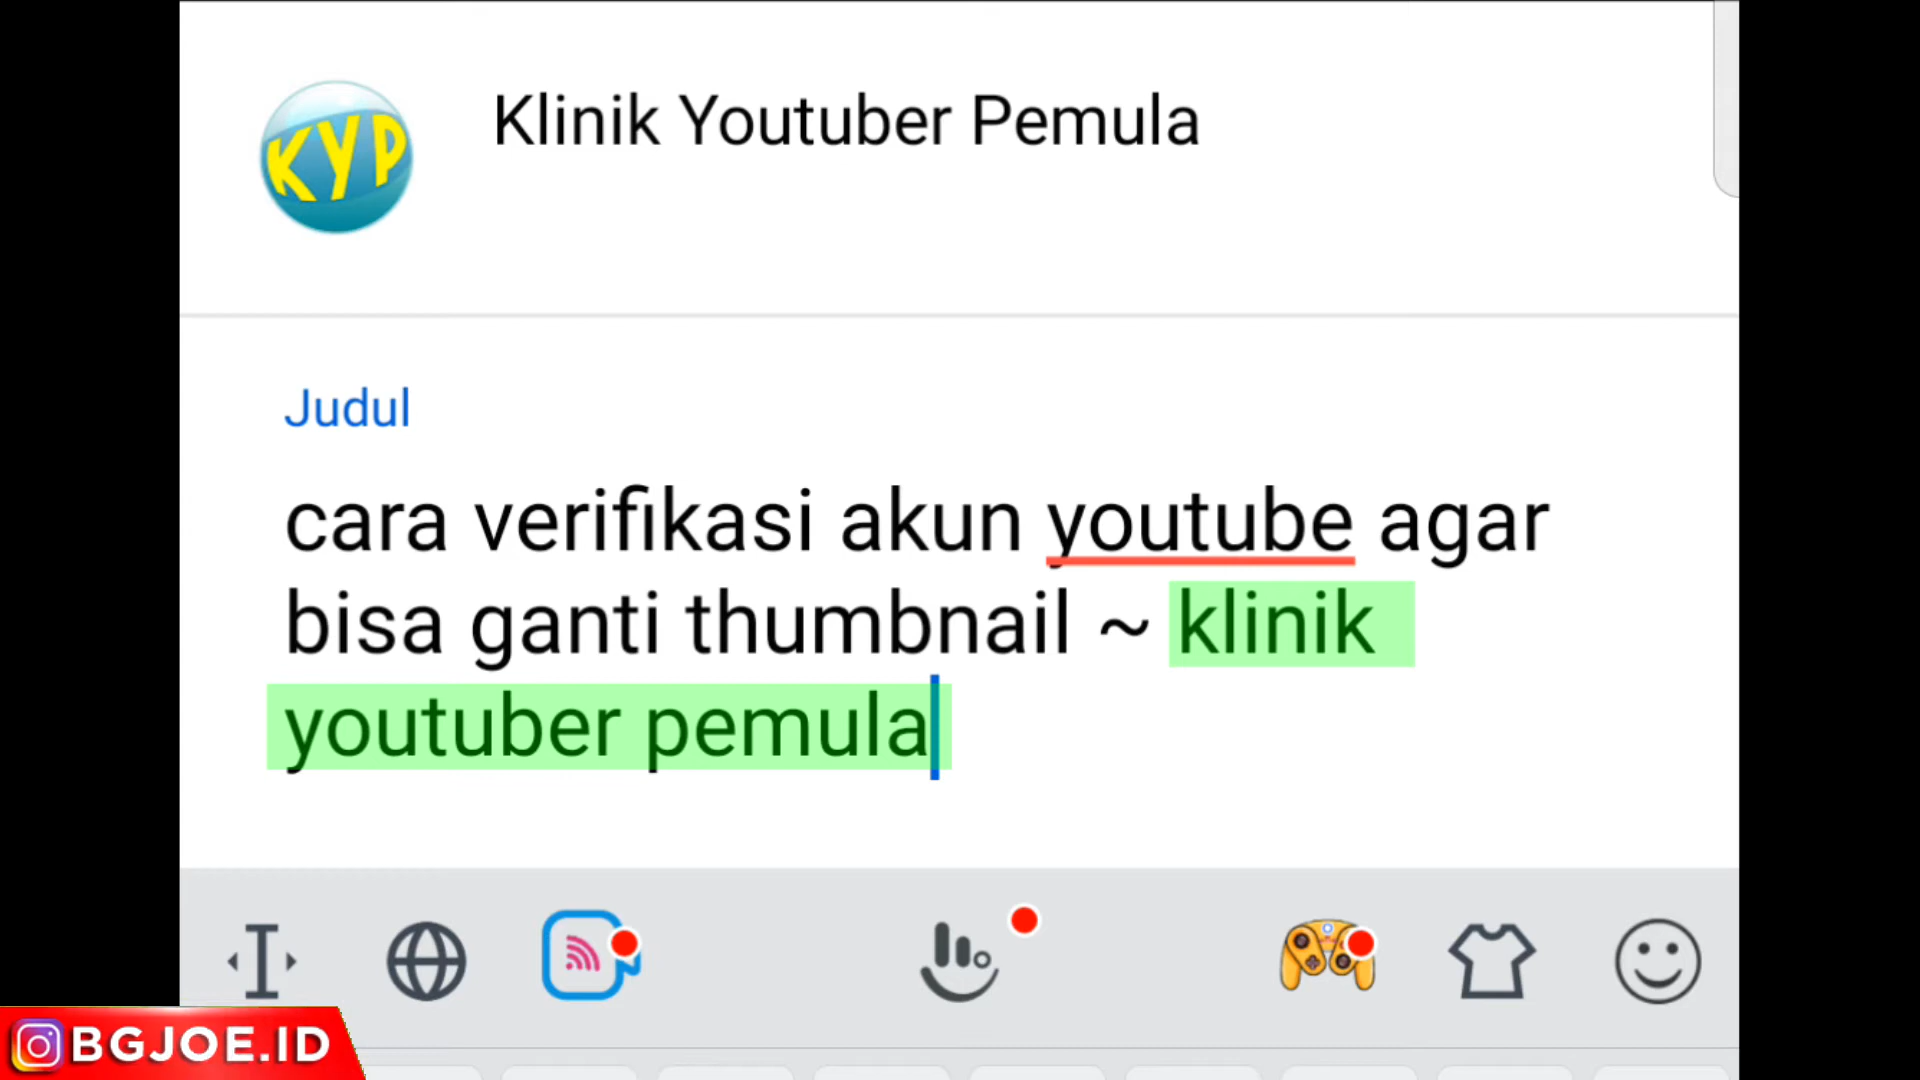 KYP
Klinik Youtuber Pemula
Judul
cara verifikasi akun youtube agar
bisa ganti thumbnail ~ klinik
youtuber pemula
BGJOE.ID